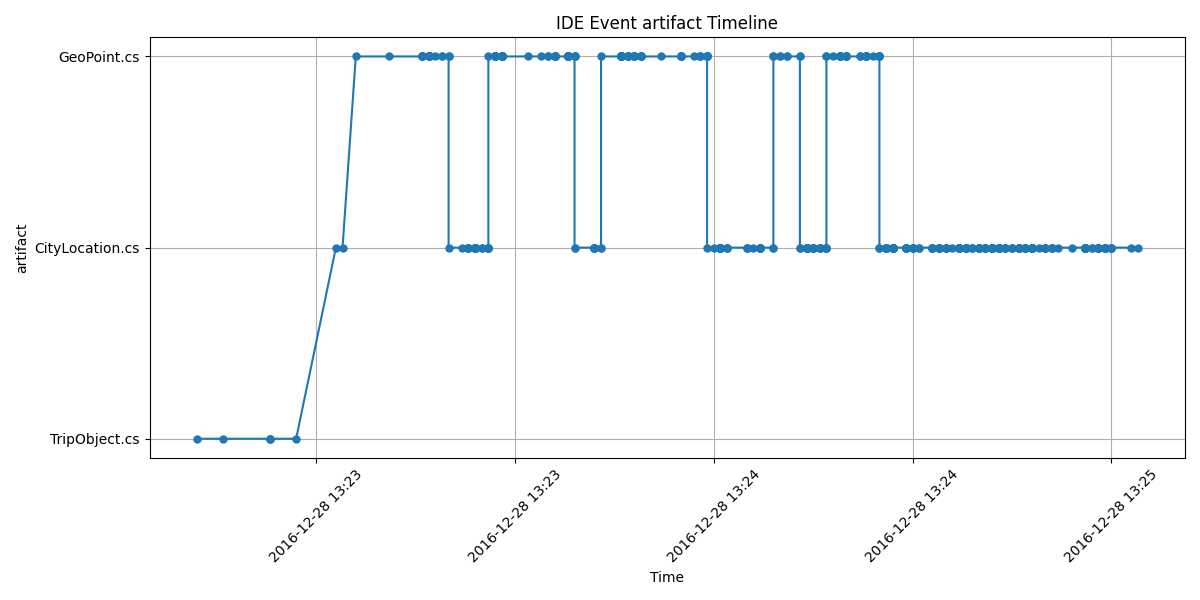 IDE Event artifact Timeline
GeoPoint.cs
CityLocation.cs
TripObject.cs
artifact
2016-12-28 13:23
2016-12-28 13:23
2016-12-28 13:24
2016-12-28 13:24
2016-12-28 13:25
Time